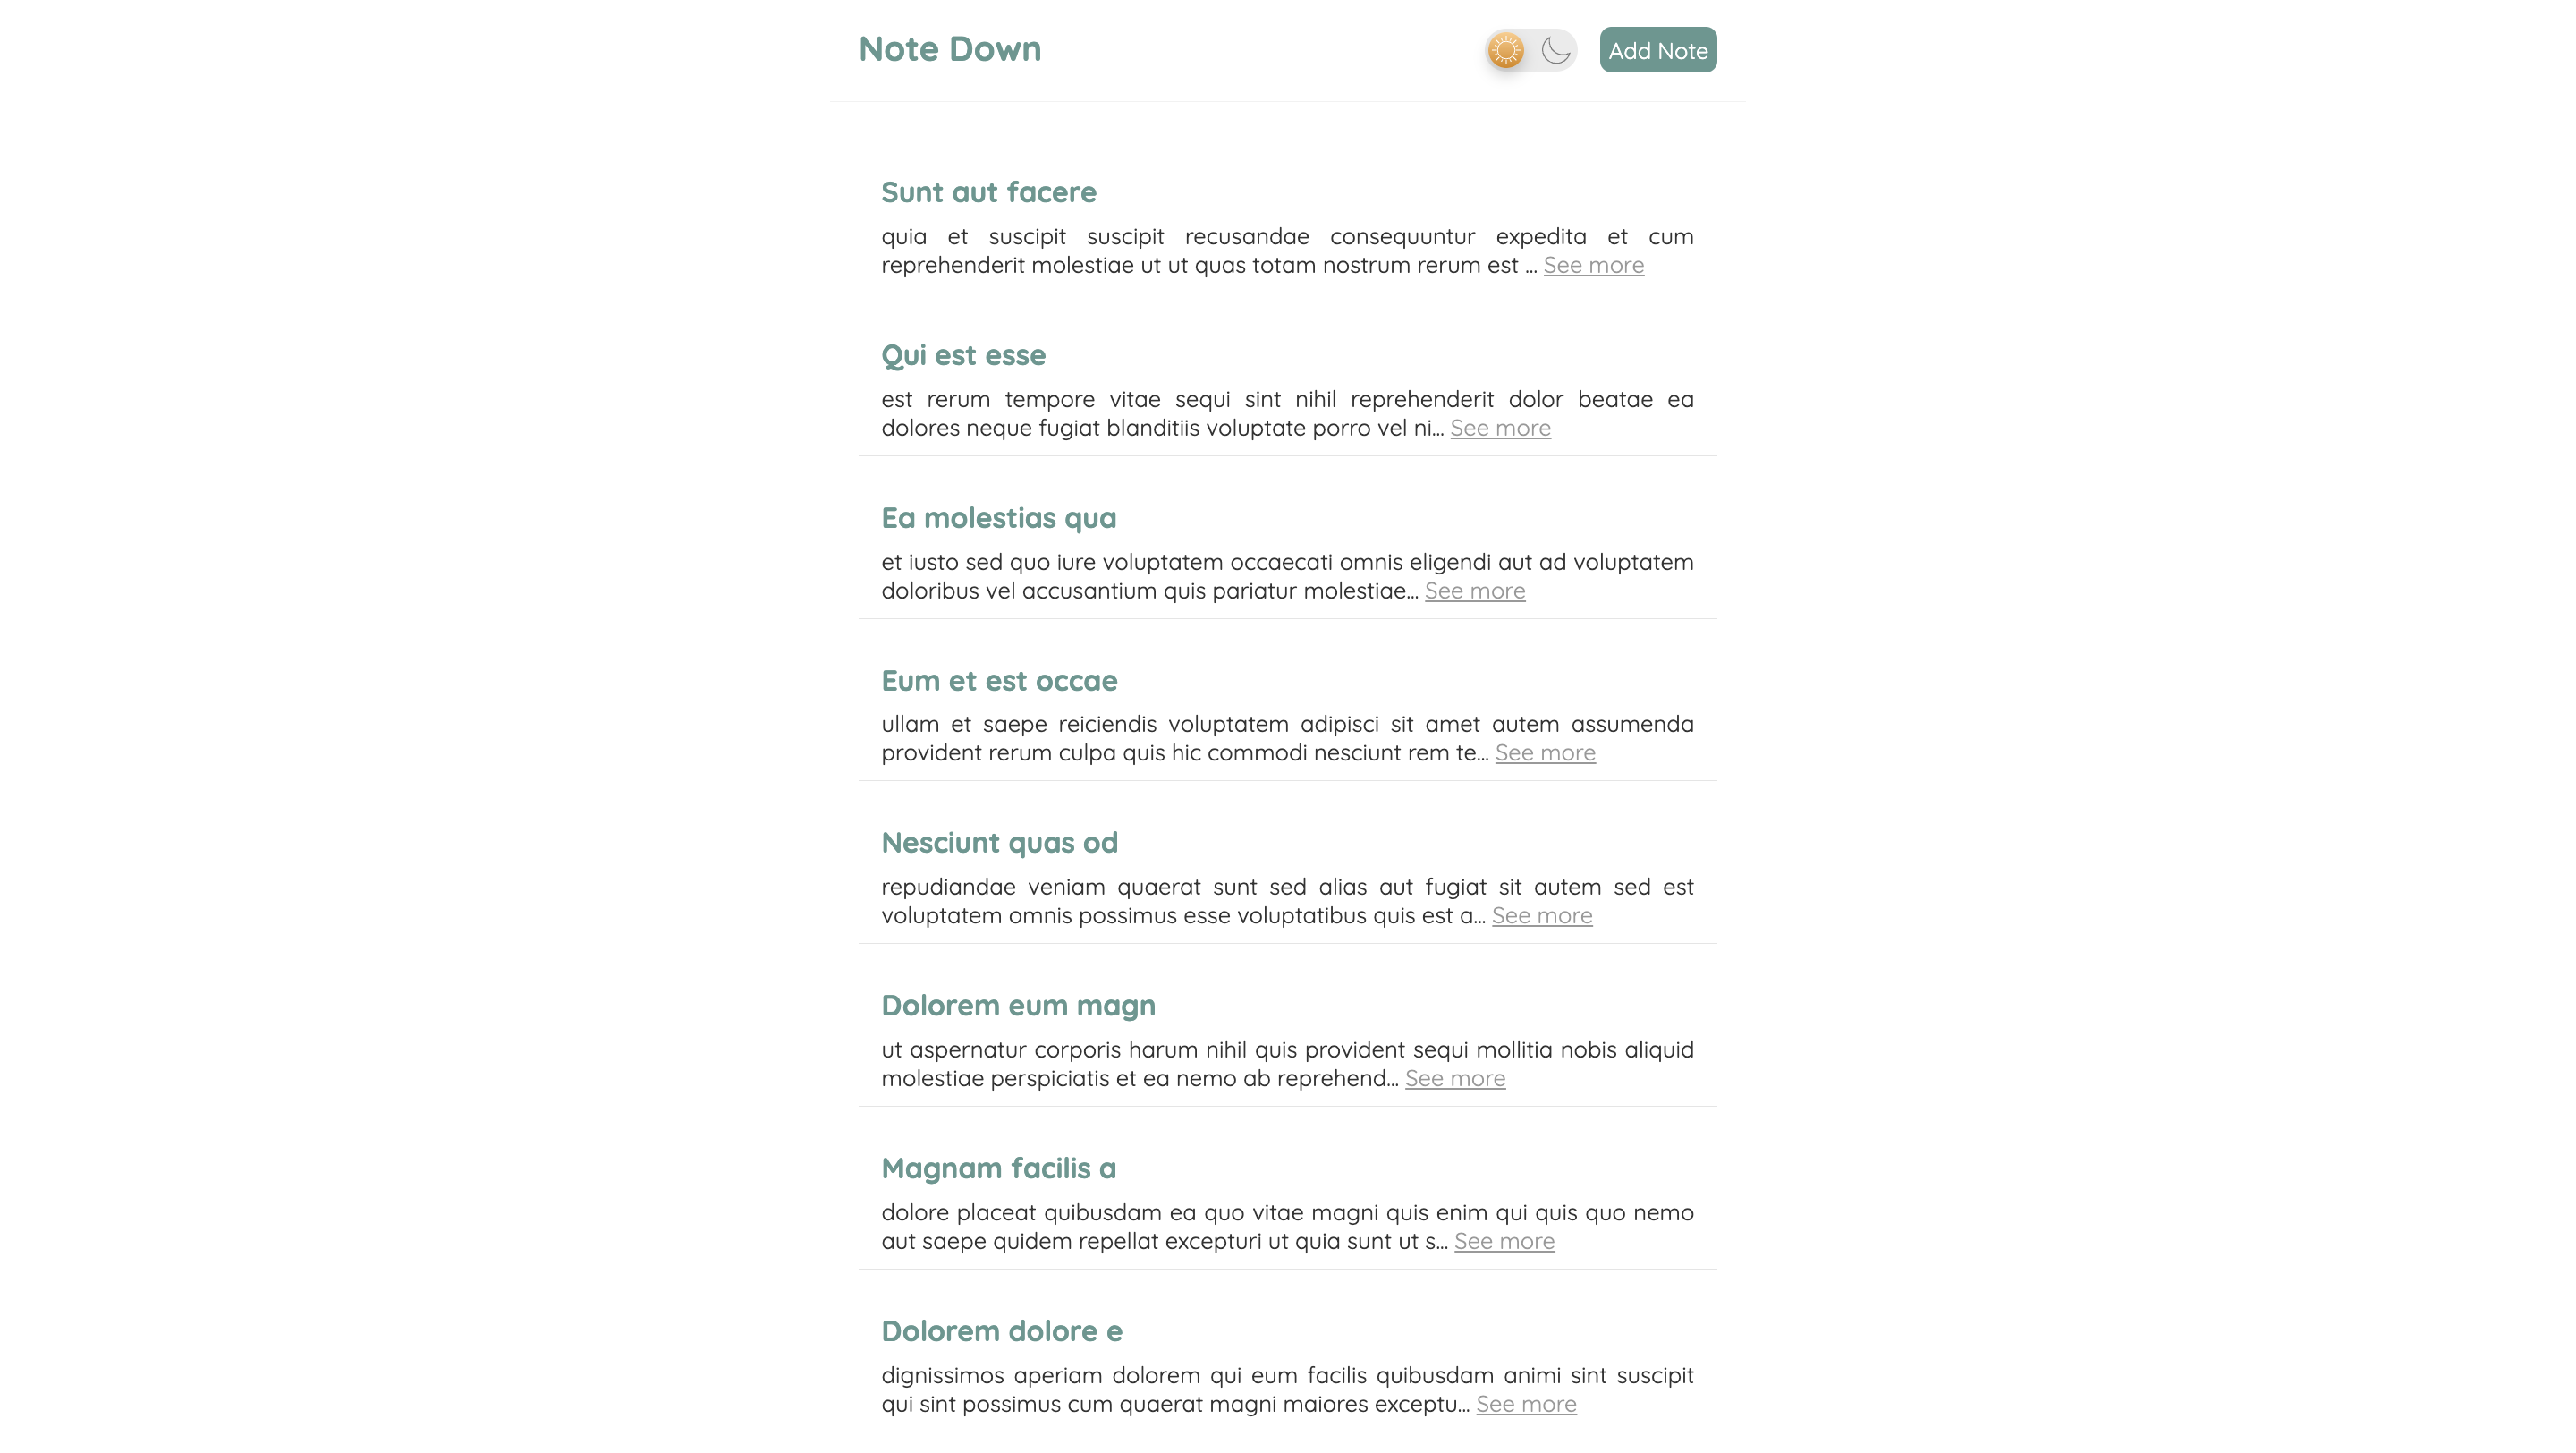 Note Down
Add Note
Sunt aut facere
quia et suscipit suscipit recusandae consequuntur expedita et cum
reprehenderit molestiae ut ut quas totam nostrum rerum est ... See more
Qui est esse
est rerum tempore vitae sequi sint nihil reprehenderit dolor beatae ea
dolores neque fugiat blanditiis voluptate porro vel ni... See more
Ea molestias qua
et iusto sed quo iure voluptatem occaecati omnis eligendi aut ad voluptatem
doloribus vel accusantium quis pariatur molestiae... See more
Eum et est occae
ullam et saepe reiciendis voluptatem adipisci sit amet autem assumenda
provident rerum culpa quis hic commodi nesciunt rem te... See more
Nesciunt quas od
repudiandae veniam quaerat sunt sed alias aut fugiat sit autem sed est
voluptatem omnis possimus esse voluptatibus quis est a... See more
Dolorem eum magn
ut aspernatur corporis harum nihil quis provident sequi mollitia nobis aliquid
molestiae perspiciatis et ea nemo ab reprehend... See more
Magnam facilis a
dolore placeat quibusdam ea quo vitae magni quis enim qui quis quo nemo
aut saepe quidem repellat excepturi ut quia sunt ut s... See more
Dolorem dolore e
dignissimos aperiam dolorem qui eum facilis quibusdam animi sint suscipit
qui sint possimus cum quaerat magni maiores exceptu... See more